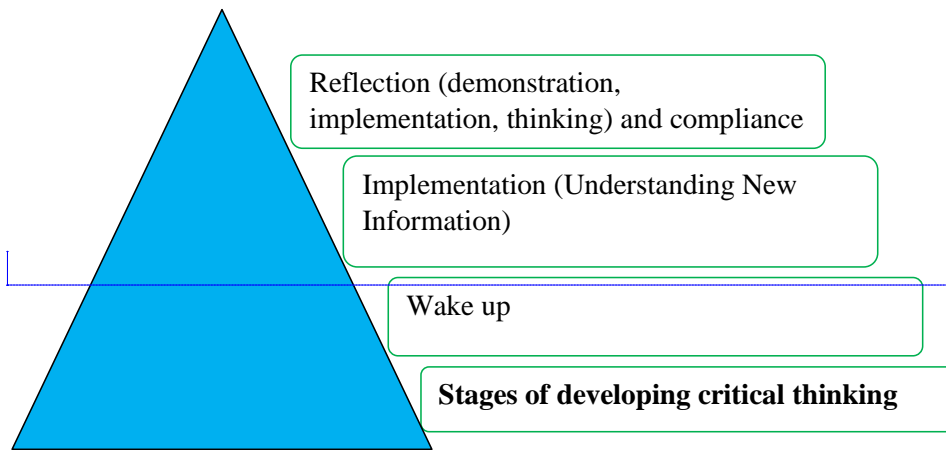 Reflection (demonstration,
implementation, thinking) and compliance
Implementation (Understanding New
Information)
Wake up
Stages of developing critical thinking